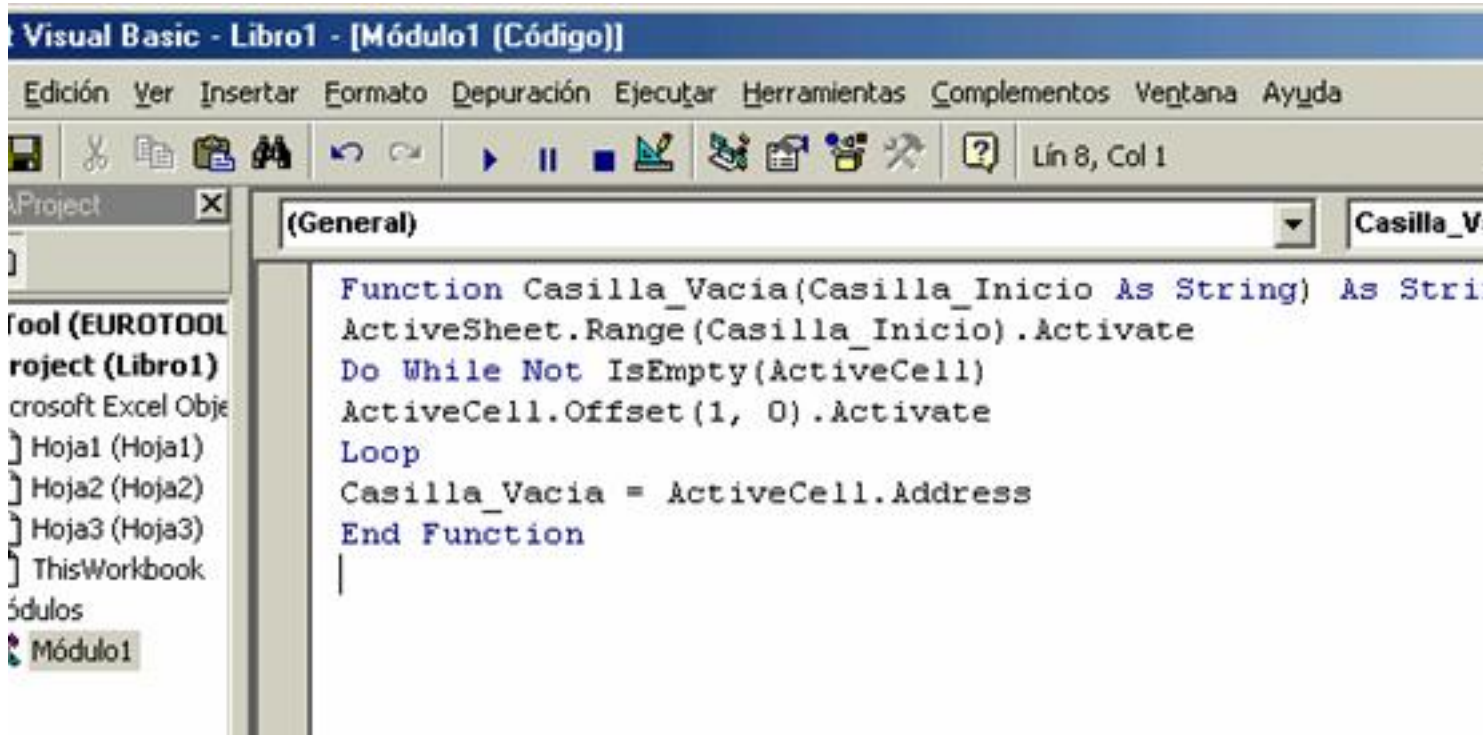 Visual Basic - Libro1 - [Módulo1 (Código)]
Edición Ver Insertar Formato Depuración Ejecutar Herramientas Complementos Ventana Ayuda
Lín 8, Col 1
Project
(General)
Casilla_V
Function Casilla_Vacia(Casilla_Inicio As String) As Stri
ActiveSheet.Range(Casilla_Inicio).Activate
Do While Not IsEmpty(ActiveCell)
ActiveCell.Offset(1, 0).Activate
Loop
Casilla_Vacia = ActiveCell.Address
End Function
Tool (EUROTOOL
roject (Libro1)
crosoft Excel Obje
Hoja1 (Hoja1)
Hoja2 (Hoja2)
Hoja3 (Hoja3)
ThisWorkbook
ódulos
Módulo1